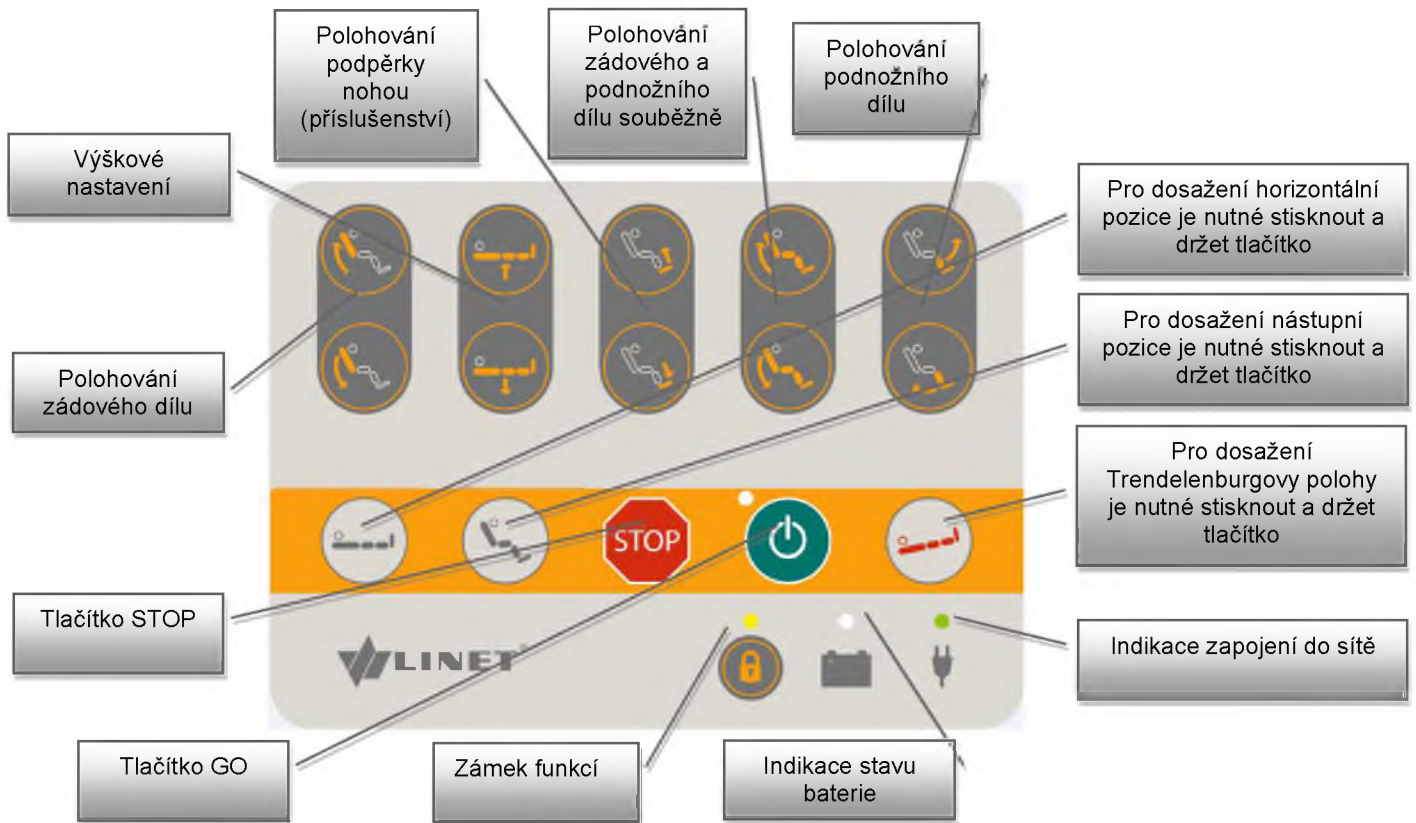 Polohování
podpěrky
nohou
(příslušenství)
Polohování
zádového a
podnožního
dílu souběžně
Polohování
podnožního
dílu
Výškové
nastavení
Pro dosažení horizontální
pozice je nutné stisknout a
držet tlačítko
Polohování
zádového dílu
Pro dosažení nástupní
pozice je nutné stisknout a
držet tlačítko
Pro dosažení
Trendelenburgovy polohy
je nutné stisknout a držet
tlačítko
STOP
Tlačítko STOP
LINET®
Indikace zapojení do sítě
Tlačítko GO
Zámek funkcí
Indikace stavu
baterie